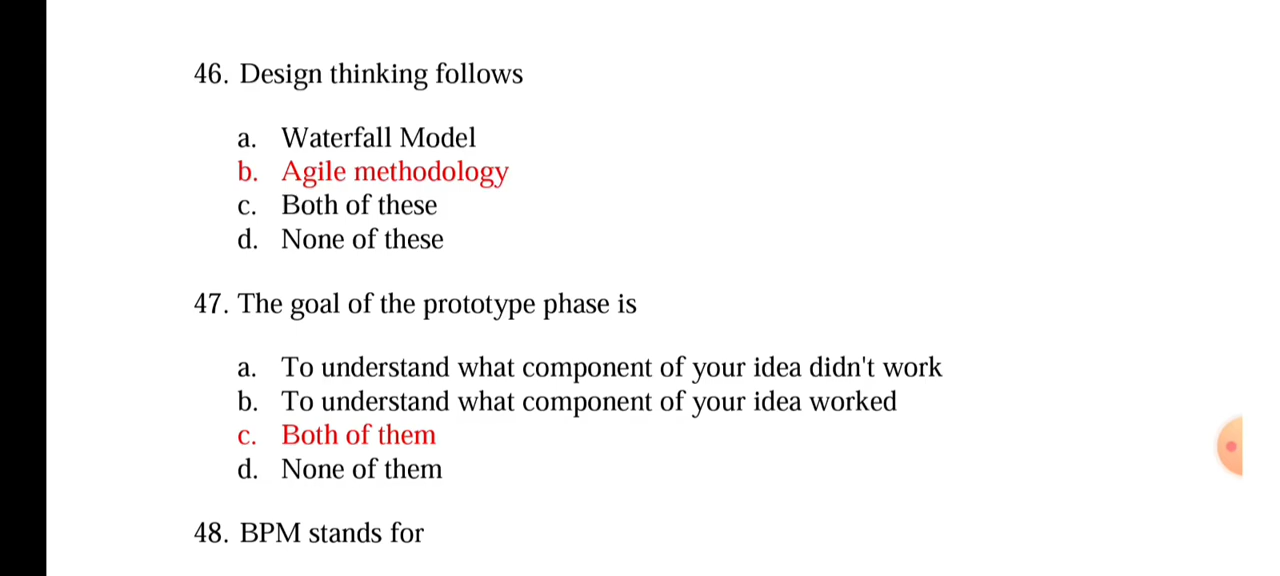 46. Design thinking follows
a. Waterfall Model
b. Agile methodology
c. Both of these
d. None of these
47. The goal of the prototype phase is
a. To understand what component of your idea didn't work
b. To understand what component of your idea worked
c. Both of them
d. None of them
48. BPM stands for